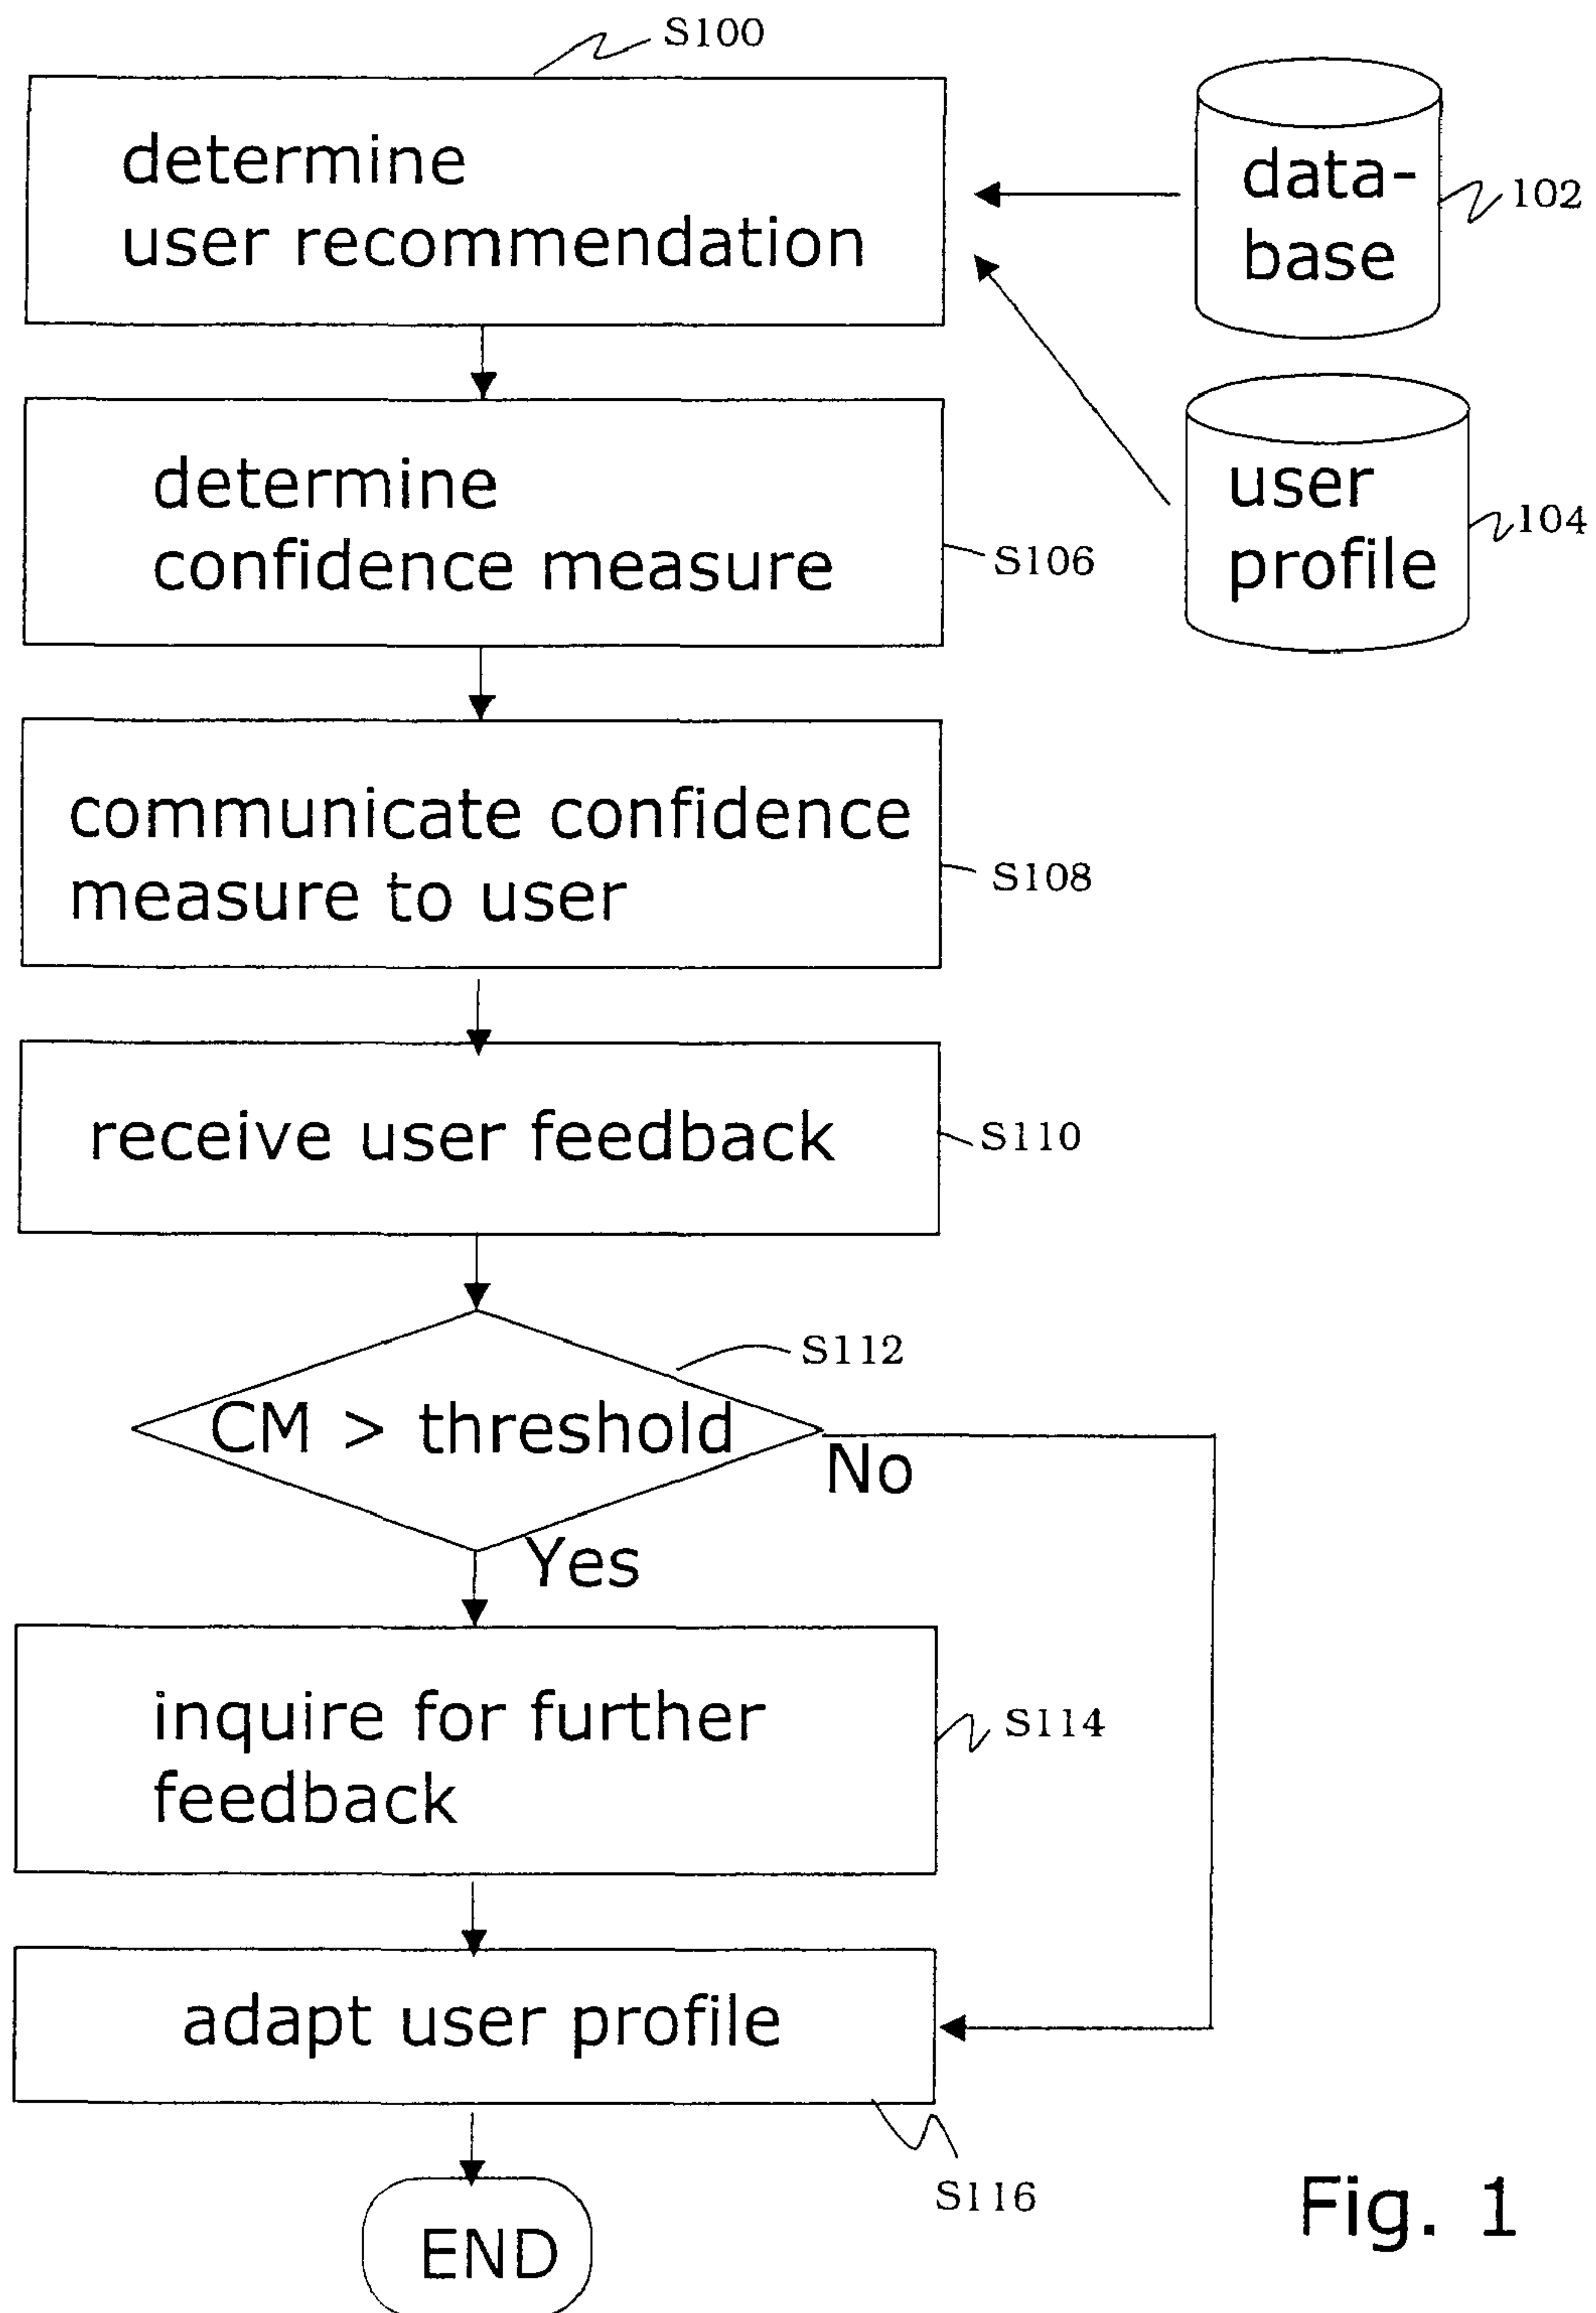 S100
determine
user recommendation
data-
base
102
determine
confidence measure
S106
user
profile
104
communicate confidence
measure to user
S108
receive user feedback
S110
S112
CM > threshold
No
Yes
inquire for further
feedback
S114
adapt user profile
S116
END
Fig. 1